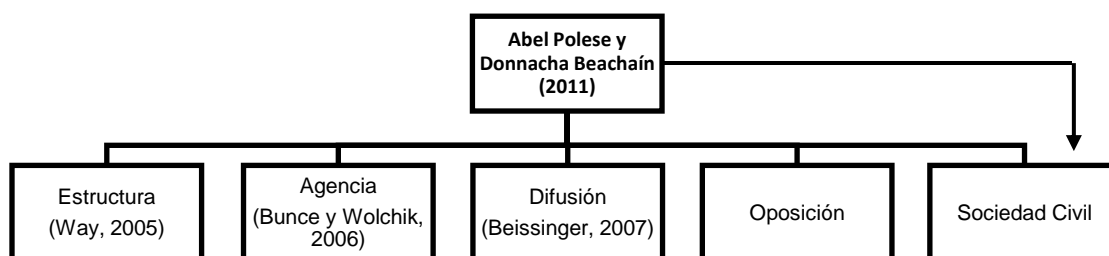 Abel Polese y
Donnacha Beachaín
(2011)
Estructura
(Way, 2005)
Agencia
(Bunce y Wolchik,
2006)
Difusión
(Beissinger, 2007)
Oposición
Sociedad Civil